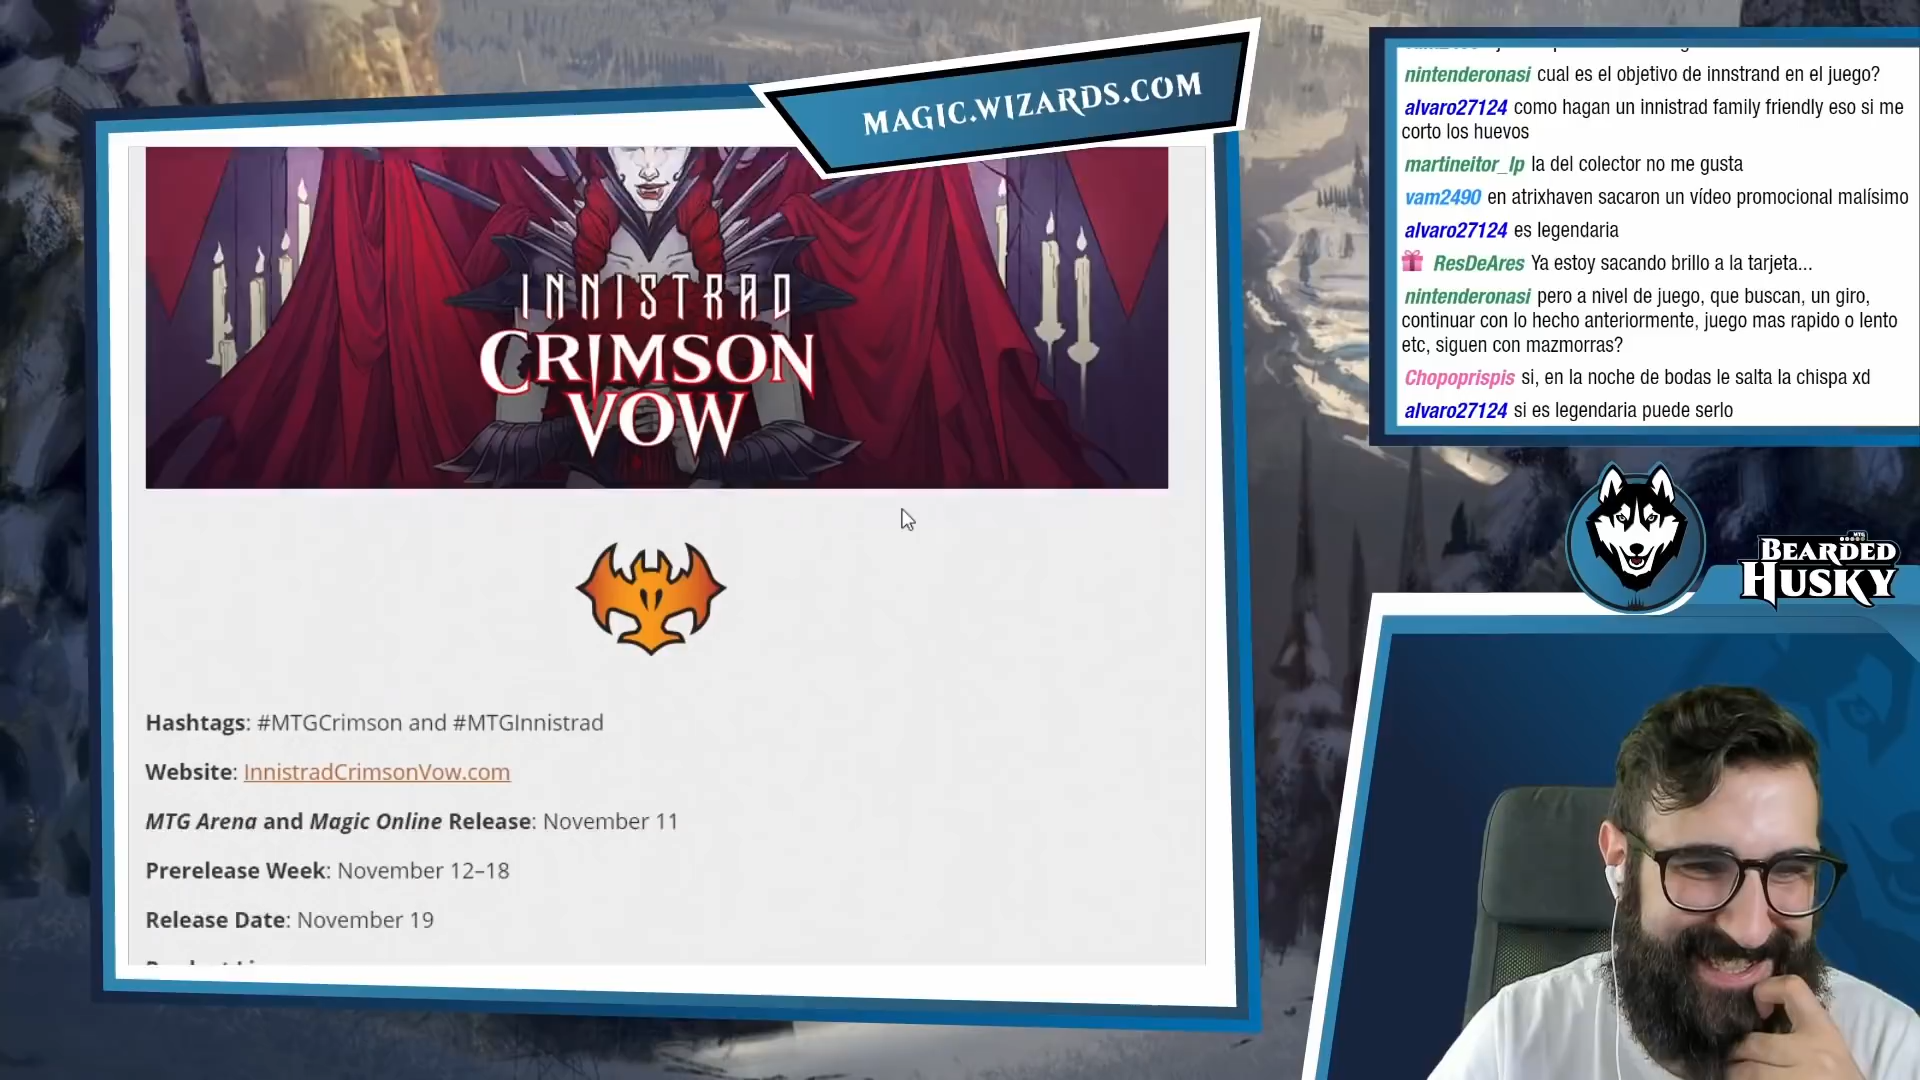 MAGIC.WIZARDS.COM
INNISTRAD
CRIMSON
VOW
Hashtags: #MTGCrimson and #MTGInnistrad
Website: InnistradCrimsonVow.com
MTG Arena and Magic Online Release: November 11
Prerelease Week: November 12–18
Release Date: November 19
nintenderonasi cual es el objetivo de innstrand en el juego?
alvaro27124 como hagan un innistrad family friendly eso si me
corto los huevos
martineitor_lp la del colector no me gusta
vam2490 en atrixhaven sacaron un vídeo promocional malísimo
alvaro27124 es legendaria
ResDeAres Ya estoy sacando brillo a la tarjeta...
nintenderonasi pero a nivel de juego, que buscan, un giro,
continuar con lo hecho anteriormente, juego mas rapido o lento
etc, siguen con mazmorras?
Chopoprispis si, en la noche de bodas le salta la chispa xd
alvaro27124 si es legendaria puede serlo
MTG
BEARDED
HUSKY